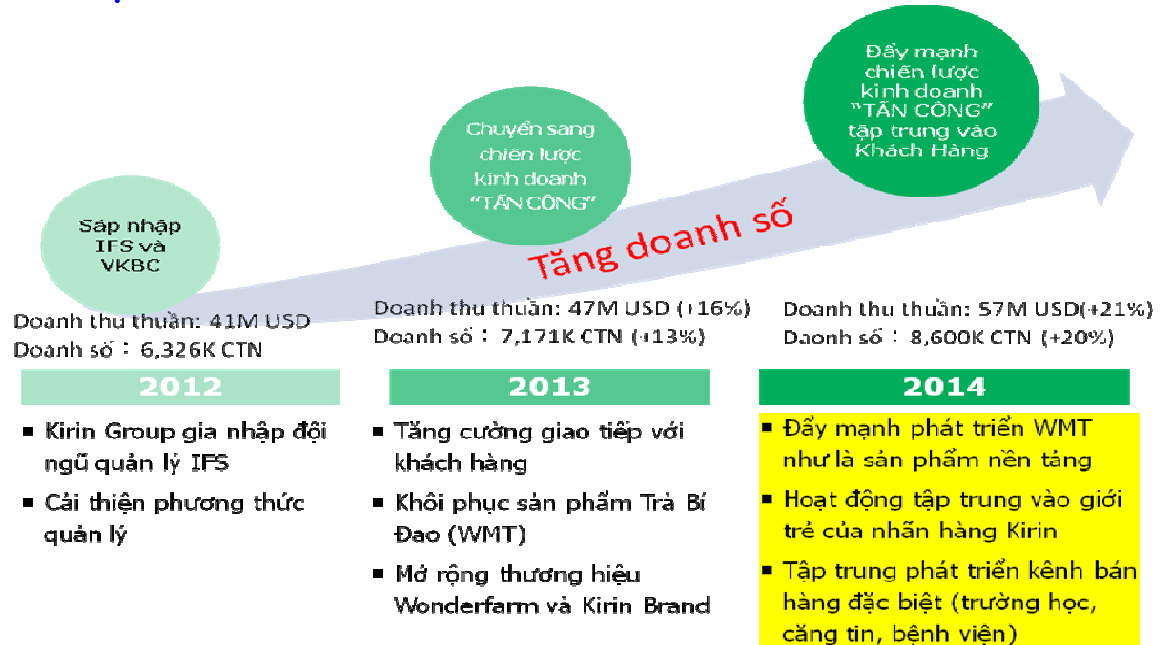 Sáp nhập
IFS và
VKBC
Chuyển sang
chiến lược
kinh doanh
“TẤN CÔNG”
Đẩy mạnh
chiến lược
kinh doanh
“TẤN CÔNG”
tập trung vào
Khách Hàng
Tăng doanh số
Doanh thu thuần: 41M USD
Doanh số : 6,326K CTN
Doanh thu thuần: 47M USD (+16%)
Doanh số : 7,171K CTN (+13%)
Doanh thu thuần: 57M USD(+21%)
Daonh số : 8,600K CTN (+20%)
2012
▪ Kirin Group gia nhập đội
ngũ quản lý IFS
▪ Cải thiện phương thức
quản lý
2013
▪ Tăng cường giao tiếp với
khách hàng
▪ Khôi phục sản phẩm Trà Bí
Đao (WMT)
▪ Mở rộng thương hiệu
Wonderfarm và Kirin Brand
2014
▪ Đẩy mạnh phát triển WMT
như là sản phẩm nền tảng
▪ Hoạt động tập trung vào giới
trẻ của nhãn hàng Kirin
▪ Tập trung phát triển kênh bán
hàng đặc biệt (trường học,
căng tin, bệnh viện)